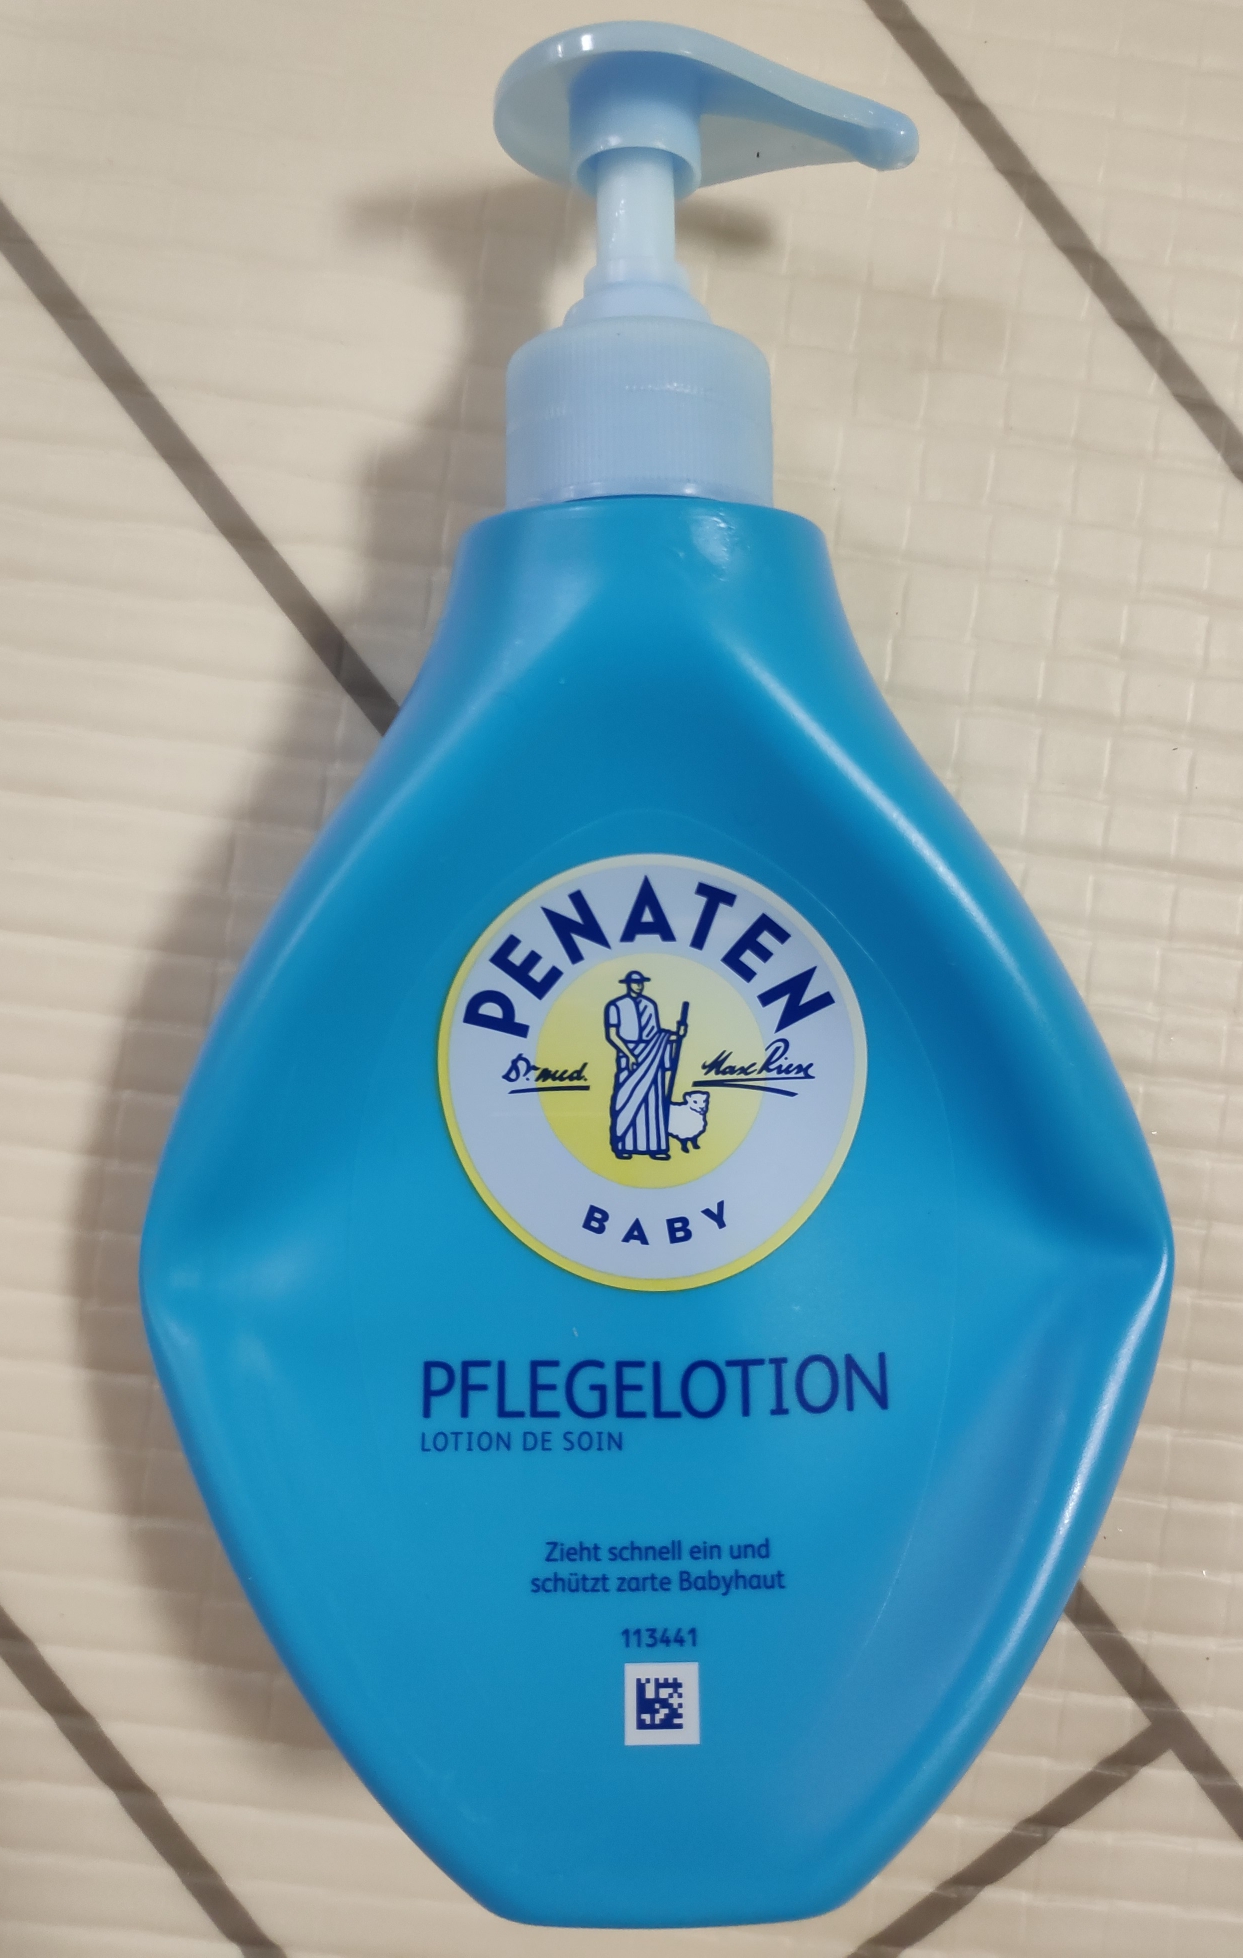 PENATEN
Dr. med. Max Riese
BABY
PFLEGELOTION
LOTION DE SOIN
Zieht schnell ein und
schützt zarte Babyhaut
113441